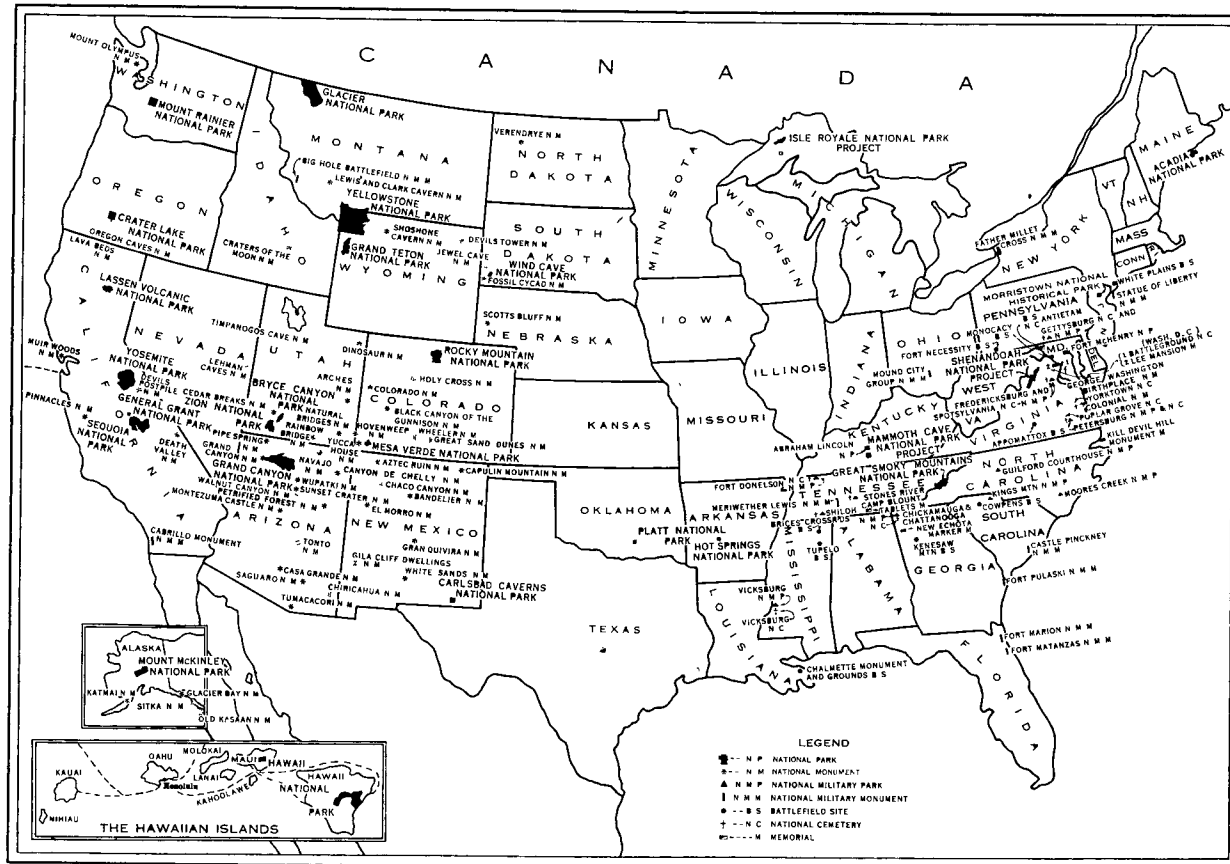 C A N A D A
MOUNT OLYMPUS
N M
WASHINGTON
MOUNT RAINIER
NATIONAL PARK
GLACIER
NATIONAL PARK
MONTANA
IDAHO
BIG HOLE BATTLEFIELD N M M
LEWIS AND CLARK CAVERN N M
YELLOWSTONE
NATIONAL PARK
VERENDRYE N M
NORTH
DAKOTA
SOUTH
DAKOTA
MINNESOTA
WISCONSIN
MICHIGAN
ISLE ROYALE NATIONAL PARK
PROJECT
MAINE
ACADIA
NATIONAL PARK
VT
NH
MASS
CONN
R I
NEW YORK
FATHER MILLET
CROSS N M M
OREGON
CRATER LAKE
NATIONAL PARK
OREGON CAVES N M
LAVA BEDS
N M
CRATERS OF THE
MOON N M
SHOSHONE
CAVERN N M
GRAND TETON
NATIONAL PARK
WYOMING
DEVILS TOWER N M
JEWEL CAVE
N M
WIND CAVE
NATIONAL PARK
FOSSIL CYCAD N M
SCOTTS BLUFF N M
NEBRASKA
IOWA
ILLINOIS
INDIANA
OHIO
PENNSYLVANIA
MORRISTOWN NATIONAL
HISTORICAL PARK
WHITE PLAINS B S
STATUE OF LIBERTY
N M
MONOCACY
B S
ANTIETAM
N C
GETTYSBURG N C AND
N M P
FORT NECESSITY B S
FORT MCHENRY N P
(WASH, D. C.)
BATTLEGROUND N C
LEE MANSION N M
MOUND CITY
GROUP N M M
SHENANDOAH
NATIONAL PARK
PROJECT
MD
DEL
WEST
VIRGINIA
FREDERICKSBURG AND
SPOTSYLVANIA N C - N M P
GEORGE WASHINGTON
BIRTHPLACE N M
COLONIAL N M
YORKTOWN N C
POPLAR GROVE N C
PETERSBURG N M P & N C
APPOMATTOX B S
CALIFORNIA
LASSEN VOLCANIC
NATIONAL PARK
NEVADA
LEHMAN
CAVES N M
MUIR WOODS
N M
YOSEMITE
NATIONAL PARK
DEVILS
POSTPILE
N M
GENERAL GRANT
NATIONAL PARK
PINNACLES N M
SEQUOIA
NATIONAL
PARK
DEATH
VALLEY
N M
CABRILLO MONUMENT
N M M
TIMPANOGOS CAVE N M
UTAH
DINOSAUR N M
ARCHES
N M
CEDAR BREAKS N M
BRYCE CANYON
NATIONAL
PARK
ZION NATIONAL
PARK
NATURAL
BRIDGES N M
RAINBOW
BRIDGE
N M
PIPE SPRING
N M
GRAND
CANYON N M
GRAND CANYON
NATIONAL PARK
NAVAJO
N M
WUPATKI N M
SUNSET CRATER N M
WALNUT CANYON N M
PETRIFIED FOREST N M
MONTEZUMA CASTLE N M
ARIZONA
TONTO
N M
CASA GRANDE N M
SAGUARO N M
CHIRICAHUA N M
TUMACACORI N M
ROCKY MOUNTAIN
NATIONAL PARK
HOLY CROSS N M
COLORADO N M
COLORADO
BLACK CANYON OF THE
GUNNISON N M
HOVENWEEP
N M
WHEELER N M
GREAT SAND DUNES N M
YUCCA
HOUSE
N M
MESA VERDE NATIONAL PARK
AZTEC RUIN N M
CANYON DE CHELLY N M
CHACO CANYON N M
CAPULIN MOUNTAIN N M
BANDELIER N M
EL MORRO N M
NEW MEXICO
GRAN QUIVIRA N M
GILA CLIFF DWELLINGS
N M
WHITE SANDS N M
CARLSBAD CAVERNS
NATIONAL PARK
KANSAS
MISSOURI
OKLAHOMA
PLATT NATIONAL
PARK
ARKANSAS
HOT SPRINGS
NATIONAL PARK
TEXAS
LOUISIANA
MISSISSIPPI
ALABAMA
VICKSBURG
N M P
VICKSBURG
N C
CHALMETTE MONUMENT
AND GROUNDS B S
KENTUCKY
ABRAHAM LINCOLN
N P
MAMMOTH CAVE
NATIONAL PARK
PROJECT
GREAT SMOKY MOUNTAINS
NATIONAL PARK
FORT DONELSON N C
N M P
TENNESSEE
MERIWETHER LEWIS N M
STONES RIVER
SHILOH
N M P
N C
CAMP BLOUNT
TABLETS M
BRICES CROSS RDS
B S
TUPELO
B S
CHICKAMAUGA &
CHATTANOOGA
N M P
NEW ECHOTA
MARKER M
KENESAW
MTN B S
GEORGIA
SOUTH
CAROLINA
COWPENS B S
KINGS MTN N M P
NORTH
CAROLINA
GUILFORD COURTHOUSE N M P
KILL DEVIL HILL
MONUMENT M
MOORES CREEK N M P
CASTLE PINCKNEY
N M M
FORT PULASKI N M M
FORT MARION N M M
FORT MATANZAS N M M
FLORIDA
ALASKA
MOUNT McKINLEY
NATIONAL PARK
KATMAI N M
GLACIER BAY N M
SITKA N M
OLD KASAAN N M
KAUAI
NIHIAU
OAHU
Honolulu
MOLOKAI
LANAI
MAUI
KAHOOLAWE
HAWAII
HAWAII
NATIONAL
PARK
THE HAWAIIAN ISLANDS
LEGEND
N P NATIONAL PARK
N M NATIONAL MONUMENT
N M P NATIONAL MILITARY PARK
N M M NATIONAL MILITARY MONUMENT
B S BATTLEFIELD SITE
N C NATIONAL CEMETERY
M MEMORIAL